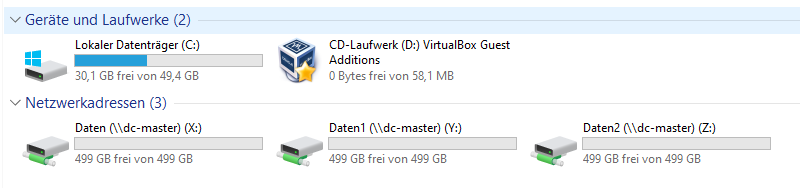 Geräte und Laufwerke (2)
Lokaler Datenträger (C:)
30,1 GB frei von 49,4 GB
CD-Laufwerk (D:) VirtualBox Guest
Additions
0 Bytes frei von 58,1 MB
Netzwerkadressen (3)
Daten (\\dc-master) (X:)
499 GB frei von 499 GB
Daten1 (\\dc-master) (Y:)
499 GB frei von 499 GB
Daten2 (\\dc-master) (Z:)
499 GB frei von 499 GB